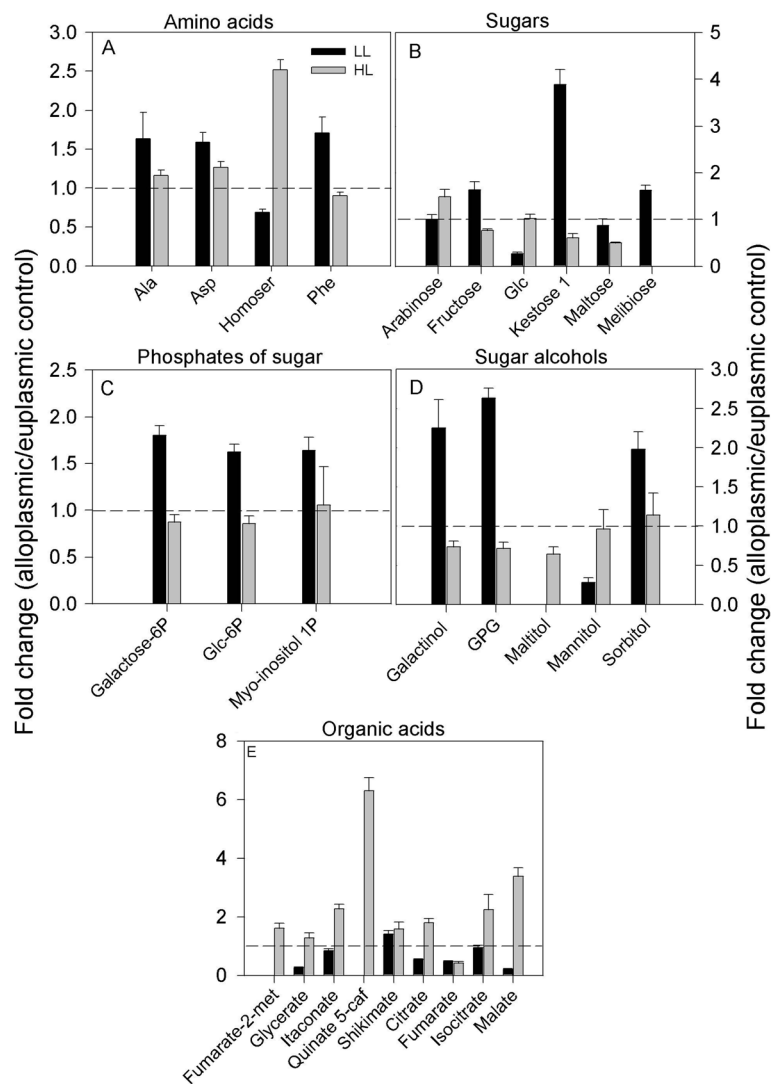 Amino acids
Sugars
A
LL
HL
B
3.0
2.5
2.0
1.5
1.0
0.5
0.0
5
4
3
2
1
0
Ala
Asp
Homoser
Phe
Arabinose
Fructose
Glc
Kestose 1
Maltose
Melibiose
Phosphates of sugar
Sugar alcohols
C
D
2.5
2.0
1.5
1.0
0.5
0.0
3.0
2.5
2.0
1.5
1.0
0.5
0.0
Galactose-6P
Glc-6P
Myo-inositol 1P
Galactinol
GPG
Maltitol
Mannitol
Sorbitol
Fold change (alloplasmic/euplasmic control)
Fold change (alloplasmic/euplasmic control)
Organic acids
E
8
6
4
2
0
Fumarate-2-met
Glycerate
Itaconate
Quinate 5-caf
Shikimate
Citrate
Fumarate
Isocitrate
Malate